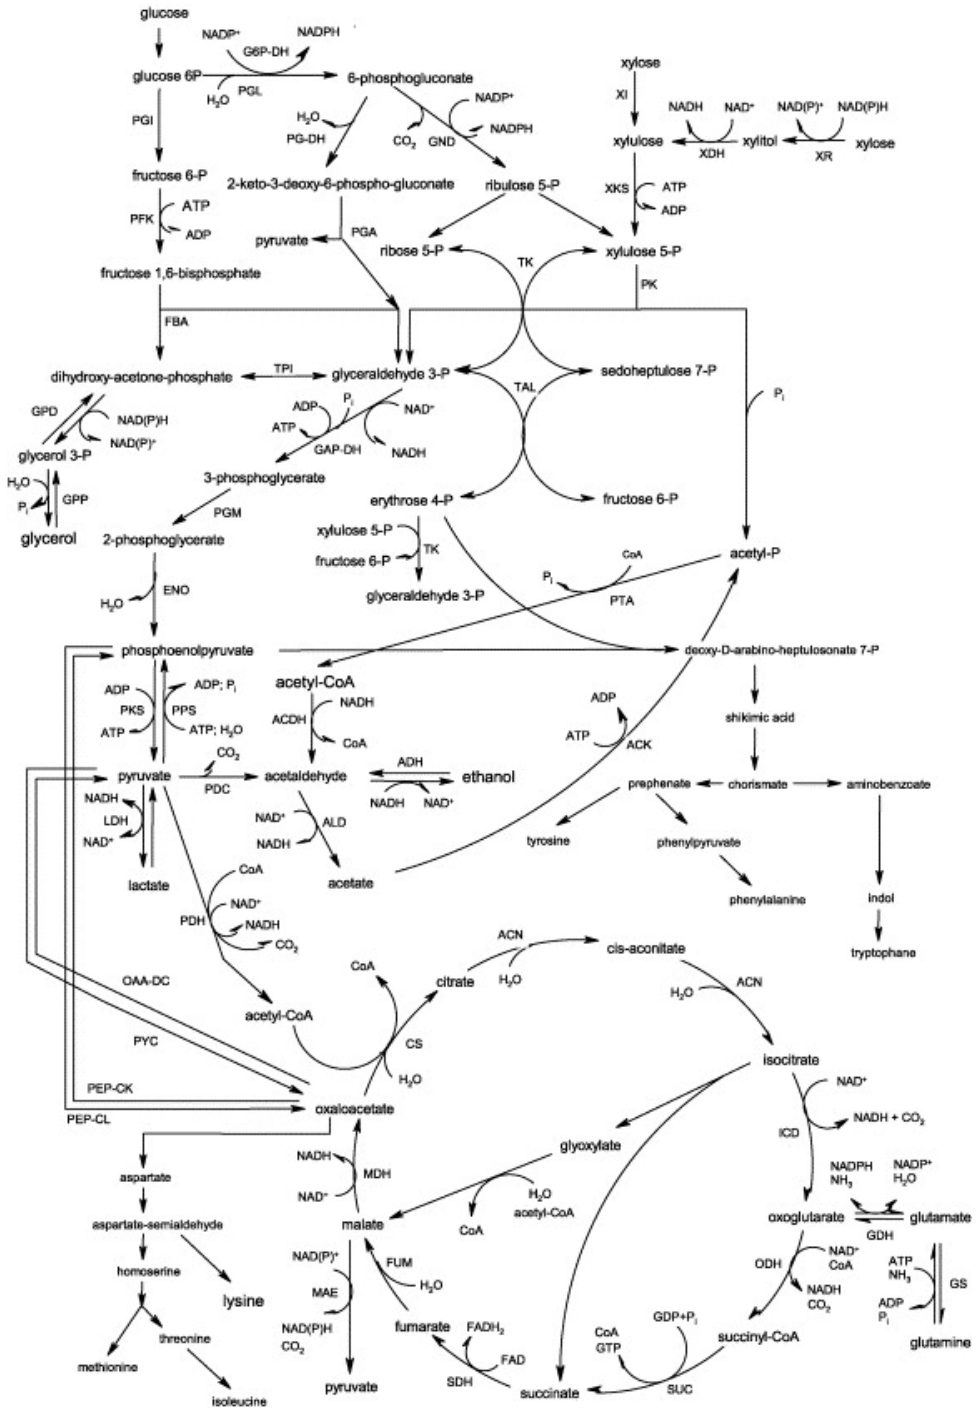 glucose
NADP⁺ NADPH
G6P-DH
glucose 6P
6-phosphogluconate
H₂O PGL
xylose
XI
PGI
H₂O
PG-DH
CO₂ GND
NADP⁺
NADPH
NADH NAD⁺ NAD(P)⁺ NAD(P)H
xylulose XDH xylitol XR xylose
fructose 6-P
2-keto-3-deoxy-6-phospho-gluconate
ribulose 5-P
XKS ATP
ADP
PFK ATP
ADP
pyruvate PGA
ribose 5-P
TK
xylulose 5-P
PK
fructose 1,6-bisphosphate
FBA
dihydroxy-acetone-phosphate TPI glyceraldehyde 3-P
TAL
sedoheptulose 7-P
Pᵢ
GPD NAD(P)H
NAD(P)⁺
ADP Pᵢ NAD⁺
ATP
GAP-DH NADH
glycerol 3-P
H₂O
Pᵢ GPP
glycerol
3-phosphoglycerate
PGM
2-phosphoglycerate
erythrose 4-P
fructose 6-P
xylulose 5-P
fructose 6-P TK
glyceraldehyde 3-P
acetyl-P
CoA
Pᵢ
PTA
H₂O ENO
phosphoenolpyruvate
deoxy-D-arabino-heptulosonate 7-P
ADP
PKS
ATP
ADP; Pᵢ
PPS
ATP; H₂O
acetyl-CoA
ACDH NADH
CoA
ADP
ATP ACK
shikimic acid
CO₂
pyruvate PDC acetaldehyde
ADH
NADH NAD⁺
ethanol
prephenate chorismate aminobenzoate
NADH
LDH
NAD⁺
lactate
NAD⁺
NADH ALD
acetate
tyrosine
phenylpyruvate
phenylalanine
indol
tryptophane
CoA
NAD⁺
PDH NADH
CO₂
OAA-DC
PYC
PEP-CK
PEP-CL
acetyl-CoA
CoA
citrate
ACN
H₂O
cis-aconitate
H₂O ACN
CS
H₂O
isocitrate
oxaloacetate
NAD⁺
NADH + CO₂
ICD
glyoxylate
H₂O
acetyl-CoA
CoA
aspartate
NADH
MDH
NAD⁺
malate
NADPH
NH₃
NADP⁺
H₂O
oxoglutarate GDH glutamate
aspartate-semialdehyde
homoserine
lysine
threonine
methionine
isoleucine
NAD(P)⁺
MAE
NAD(P)H
CO₂
pyruvate
FUM
H₂O
fumarate
FADH₂
FAD
SDH
succinate
CoA
GTP
GDP+Pᵢ
SUC
succinyl-CoA
ODH NAD⁺
CoA
NADH
CO₂
ATP
NH₃
GS
ADP
Pᵢ
glutamine